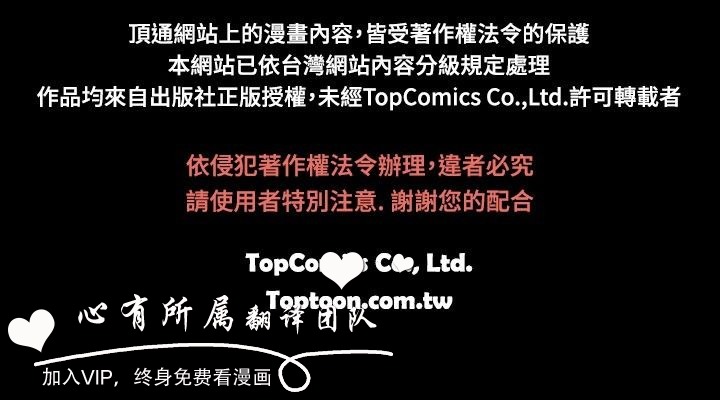 頂通網站上的漫畫內容，皆受著作權法令的保護
本網站已依台灣網站內容分級規定處理
作品均來自出版社正版授權，未經TopComics Co.,Ltd.許可轉載者
依侵犯著作權法令辦理，違者必究
請使用者特別注意. 謝謝您的配合
TopComics Co., Ltd.
Toptoon.com.tw
心有所属翻译团队
加入VIP，终身免费看漫画